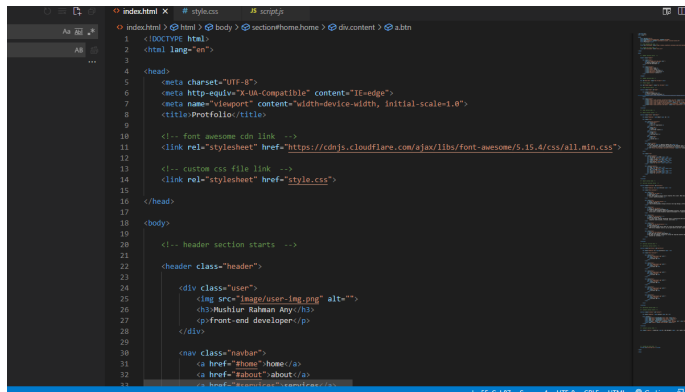 Aa ab .*
AB
index.html
# style.css
JS script.js
index.html > html > body > section#home.home > div.content > a.btn
1 <!DOCTYPE html>
2 <html lang="en">
3
4 <head>
5 <meta charset="UTF-8">
6 <meta http-equiv="X-UA-Compatible" content="IE=edge">
7 <meta name="viewport" content="width=device-width, initial-scale=1.0">
8 <title>Protfolio</title>
9
10 <!-- font awesome cdn link -->
11 <link rel="stylesheet" href="https://cdnjs.cloudflare.com/ajax/libs/font-awesome/5.15.4/css/all.min.css">
12
13 <!-- custom css file link -->
14 <link rel="stylesheet" href="style.css">
15
16 </head>
17
18 <body>
19
20 <!-- header section starts -->
21
22 <header class="header">
23
24 <div class="user">
25 <img src="image/user-img.png" alt="">
26 <h3>Mushiur Rahman Any</h3>
27 <p>front-end developer</p>
28 </div>
29
30 <nav class="navbar">
31 <a href="#home">home</a>
32 <a href="#about">about</a>
33 <a href="#services">services</a>